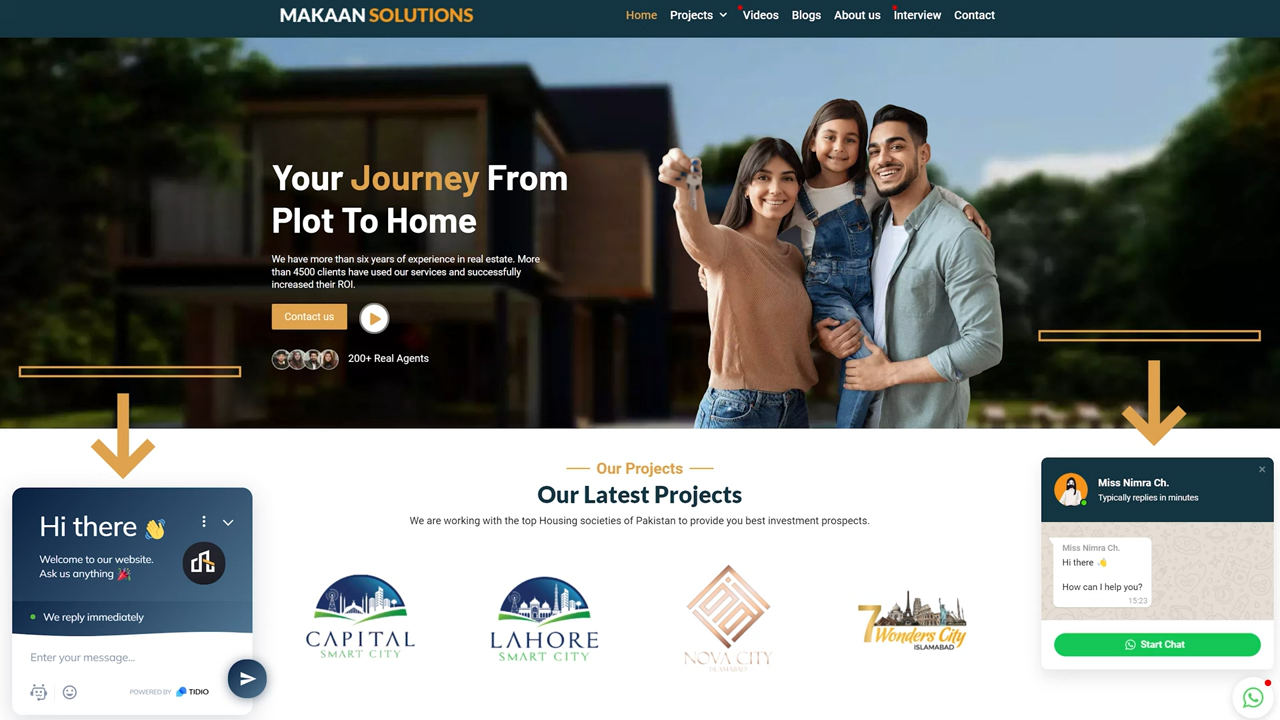 MAKAAN SOLUTIONS
Home Projects Videos Blogs About us Interview Contact
Your Journey From
Plot To Home
We have more than six years of experience in real estate. More
than 4500 clients have used our services and successfully
increased their ROI.
Contact us
200+ Real Agents
Our Projects
Our Latest Projects
We are working with the top Housing societies of Pakistan to provide you best investment prospects.
CAPITAL
SMART CITY
LAHORE
SMART CITY
NOVA CITY
ISLAMABAD
7 Wonders City
ISLAMABAD
Hi there 👋
Welcome to our website.
Ask us anything 🎉
We reply immediately
Enter your message...
POWERED BY TIDIO
Miss Nimra Ch.
Typically replies in minutes
Miss Nimra Ch.
Hi there 👋
How can I help you?
15:23
Start Chat